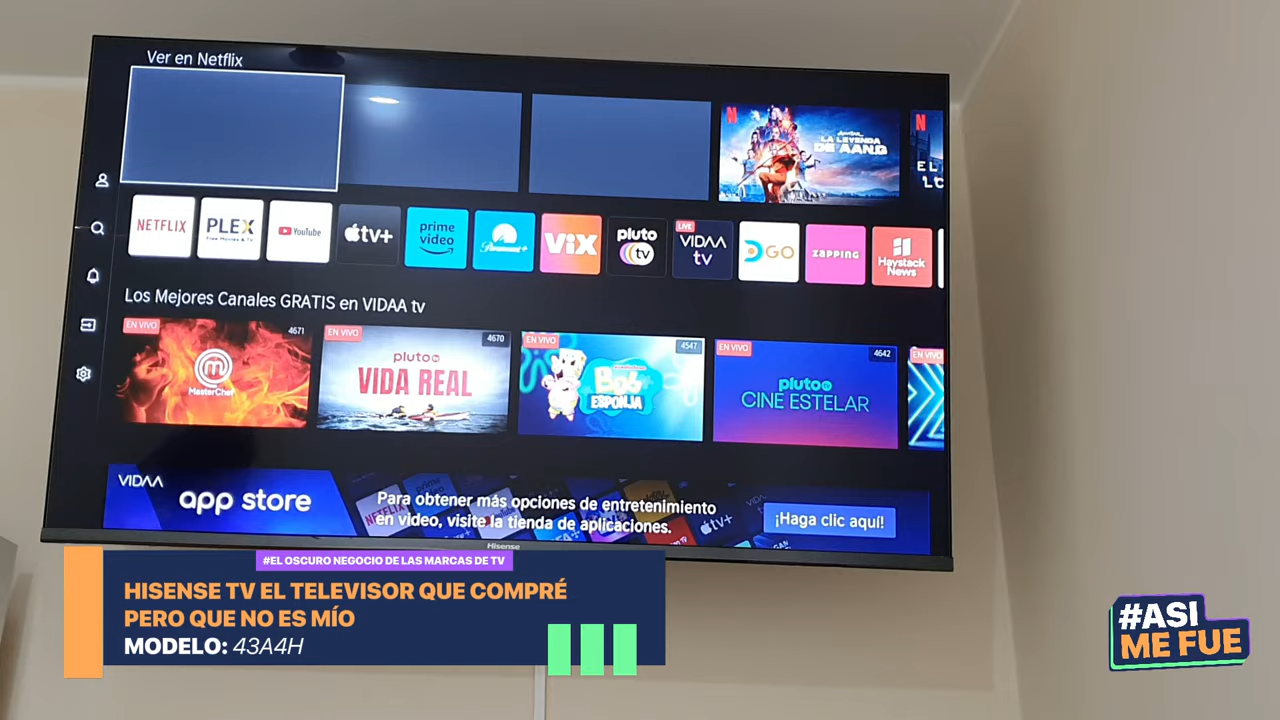 Ver en Netflix
LA LEYENDA
DE AANG
EL
NETFLIX
PLEX
Free Movies & TV
YouTube
tv+
prime
video
Paramount+
ViX
pluto
tv
LIVE
VIDAA
tv
DGO
ZAPPING
Haystack
News
Los Mejores Canales GRATIS en VIDAA tv
EN VIVO
4671
MasterChef
EN VIVO
4670
pluto tv
VIDA REAL
EN VIVO
4547
Bob
ESPONJA
EN VIVO
4642
pluto tv
CINE ESTELAR
EN VIVO
VIDAA
app store
Para obtener más opciones de entretenimiento
en video, visite la tienda de aplicaciones.
¡Haga clic aquí!
Hisense
#EL OSCURO NEGOCIO DE LAS MARCAS DE TV
HISENSE TV EL TELEVISOR QUE COMPRÉ
PERO QUE NO ES MÍO
MODELO: 43A4H
#ASI
ME FUE